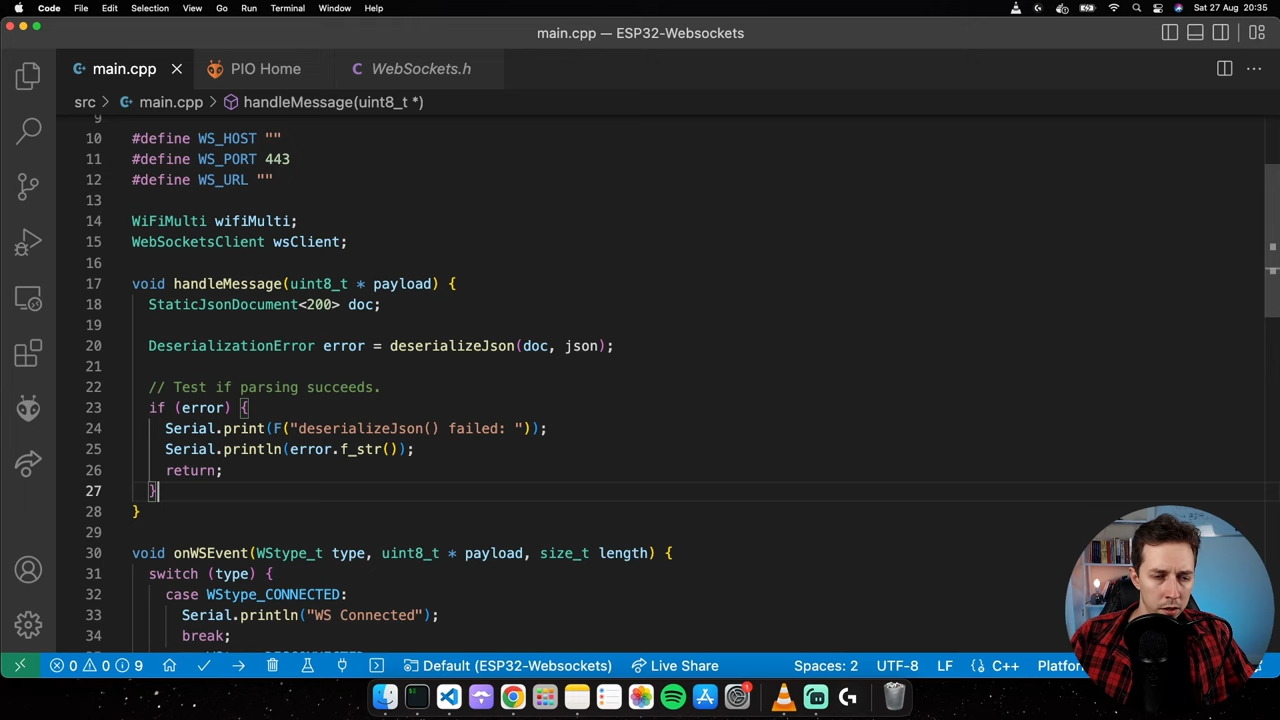 Code File Edit Selection View Go Run Terminal Window Help Sat 27 Aug 20:35
main.cpp — ESP32-Websockets
main.cpp PIO Home WebSockets.h
src > main.cpp > handleMessage(uint8_t *)
9
10 #define WS_HOST ""
11 #define WS_PORT 443
12 #define WS_URL ""
13
14 WiFiMulti wifiMulti;
15 WebSocketsClient wsClient;
16
17 void handleMessage(uint8_t * payload) {
18 StaticJsonDocument<200> doc;
19
20 DeserializationError error = deserializeJson(doc, json);
21
22 // Test if parsing succeeds.
23 if (error) {
24 Serial.print(F("deserializeJson() failed: "));
25 Serial.println(error.f_str());
26 return;
27 }
28 }
29
30 void onWSEvent(WStype_t type, uint8_t * payload, size_t length) {
31 switch (type) {
32 case WStype_CONNECTED:
33 Serial.println("WS Connected");
34 break;
0 0 9 Default (ESP32-Websockets) Live Share Spaces: 2 UTF-8 LF {} C++ Platfor
1